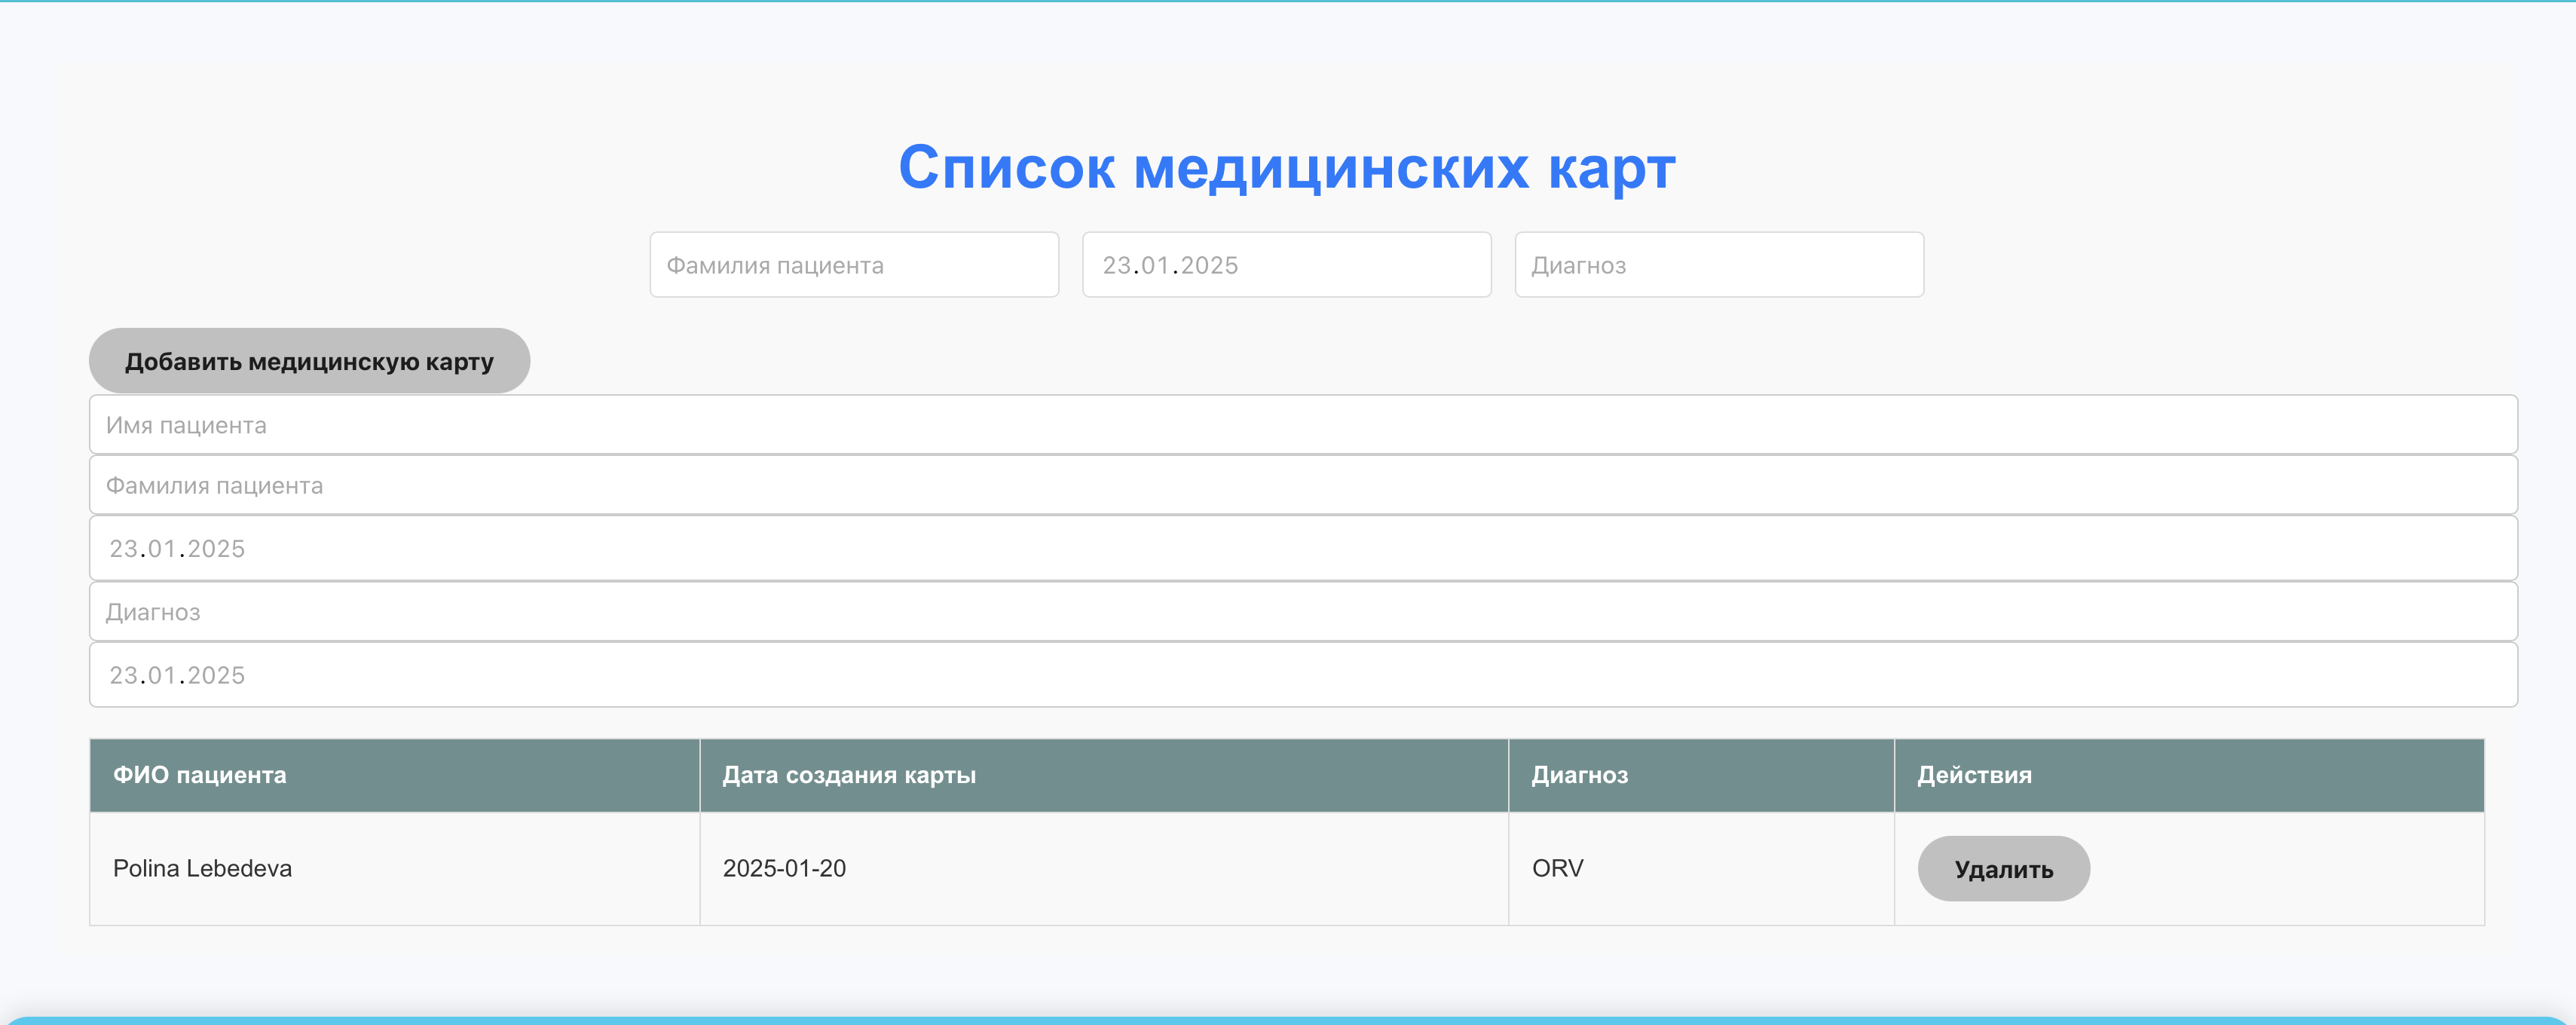 Список медицинских карт
Фамилия пациента 23.01.2025 Диагноз
Добавить медицинскую карту
Имя пациента
Фамилия пациента
23.01.2025
Диагноз
23.01.2025
ФИО пациента Дата создания карты Диагноз Действия
Polina Lebedeva 2025-01-20 ORV Удалить